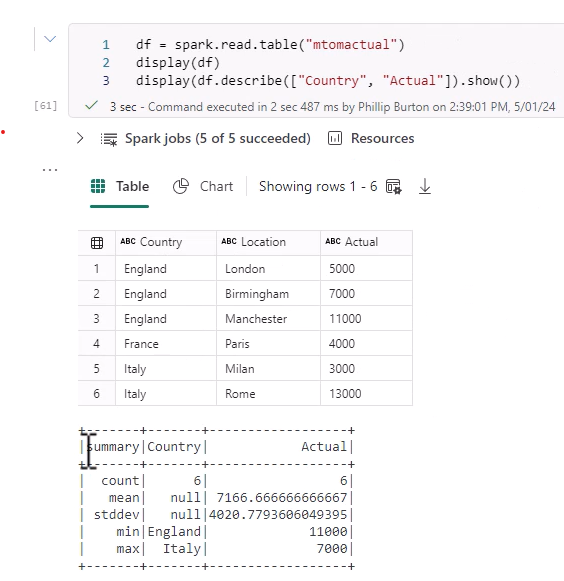 1 df = spark.read.table("mtomactual")
2 display(df)
3 display(df.describe(["Country", "Actual"]).show())
[61] 3 sec - Command executed in 2 sec 487 ms by Phillip Burton on 2:39:01 PM, 5/01/24
Spark jobs (5 of 5 succeeded) Resources
... Table Chart Showing rows 1 - 6
ABC Country ABC Location ABC Actual
1 England London 5000
2 England Birmingham 7000
3 England Manchester 11000
4 France Paris 4000
5 Italy Milan 3000
6 Italy Rome 13000
+-------+-------+-----------------+
|summary|Country| Actual|
+-------+-------+-----------------+
| count| 6| 6|
| mean| null| 7166.666666666667|
| stddev| null|4020.7793606049395|
| min|England| 11000|
| max| Italy| 7000|
+-------+-------+-----------------+